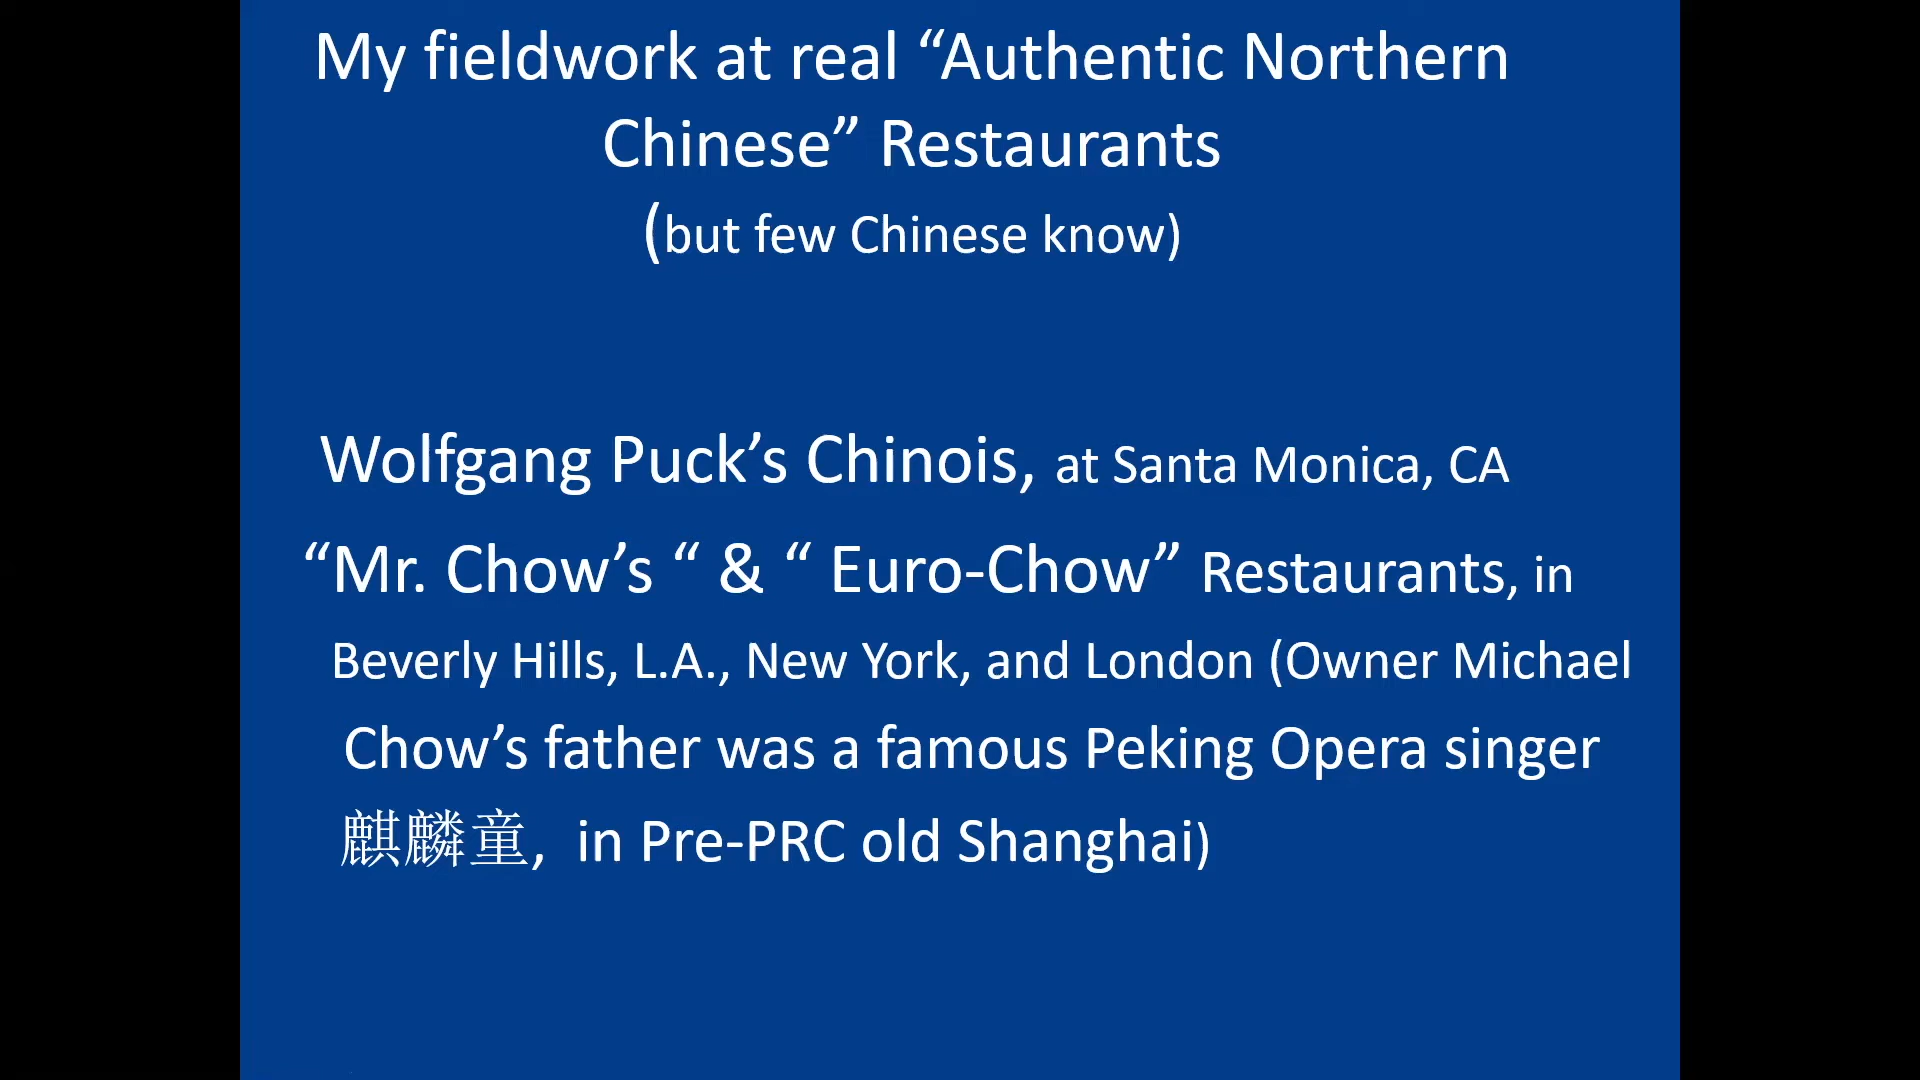 My fieldwork at real “Authentic Northern
Chinese” Restaurants
(but few Chinese know)
Wolfgang Puck’s Chinois, at Santa Monica, CA
“Mr. Chow’s “ & “ Euro-Chow” Restaurants, in
Beverly Hills, L.A., New York, and London (Owner Michael
Chow’s father was a famous Peking Opera singer
麒麟童, in Pre-PRC old Shanghai)